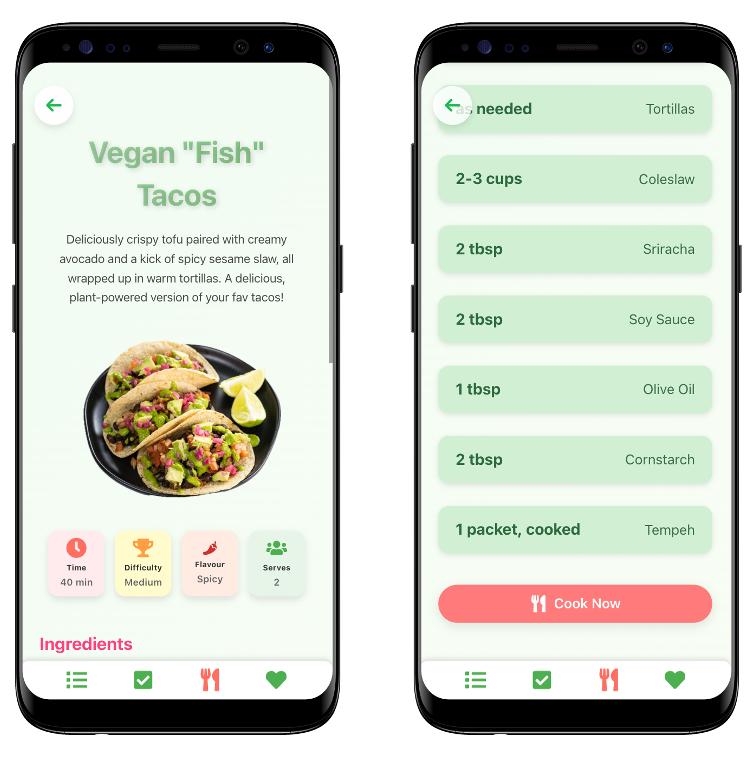 Vegan "Fish"
Tacos
Deliciously crispy tofu paired with creamy
avocado and a kick of spicy sesame slaw, all
wrapped up in warm tortillas. A delicious,
plant-powered version of your fav tacos!
Time
40 min
Difficulty
Medium
Flavour
Spicy
Serves
2
Ingredients
as needed Tortillas
2-3 cups Coleslaw
2 tbsp Sriracha
2 tbsp Soy Sauce
1 tbsp Olive Oil
2 tbsp Cornstarch
1 packet, cooked Tempeh
Cook Now